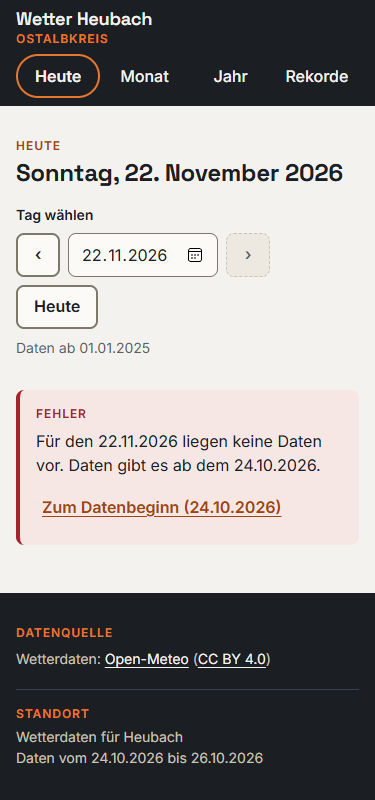 Wetter Heubach
OSTALBKREIS
Heute Monat Jahr Rekorde
HEUTE
Sonntag, 22. November 2026
Tag wählen
‹ 22.11.2026 ›
Heute
Daten ab 01.01.2025
FEHLER
Für den 22.11.2026 liegen keine Daten
vor. Daten gibt es ab dem 24.10.2026.
Zum Datenbeginn (24.10.2026)
DATENQUELLE
Wetterdaten: Open-Meteo (CC BY 4.0)
STANDORT
Wetterdaten für Heubach
Daten vom 24.10.2026 bis 26.10.2026